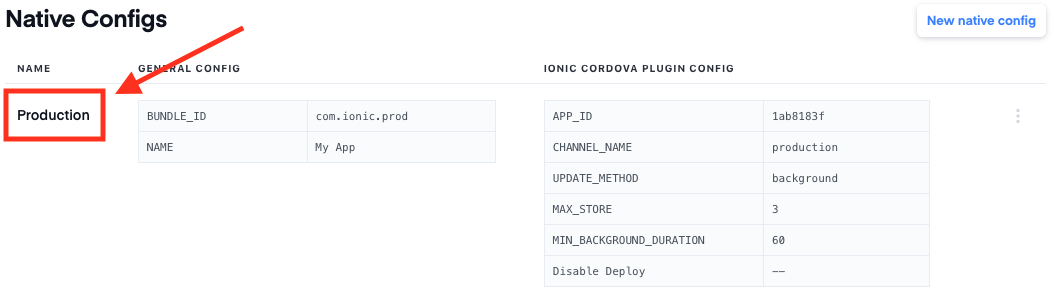 Native Configs
New native config
NAME GENERAL CONFIG IONIC CORDOVA PLUGIN CONFIG
Production
BUNDLE_ID com.ionic.prod
NAME My App
APP_ID 1ab8183f
CHANNEL_NAME production
UPDATE_METHOD background
MAX_STORE 3
MIN_BACKGROUND_DURATION 60
Disable Deploy --